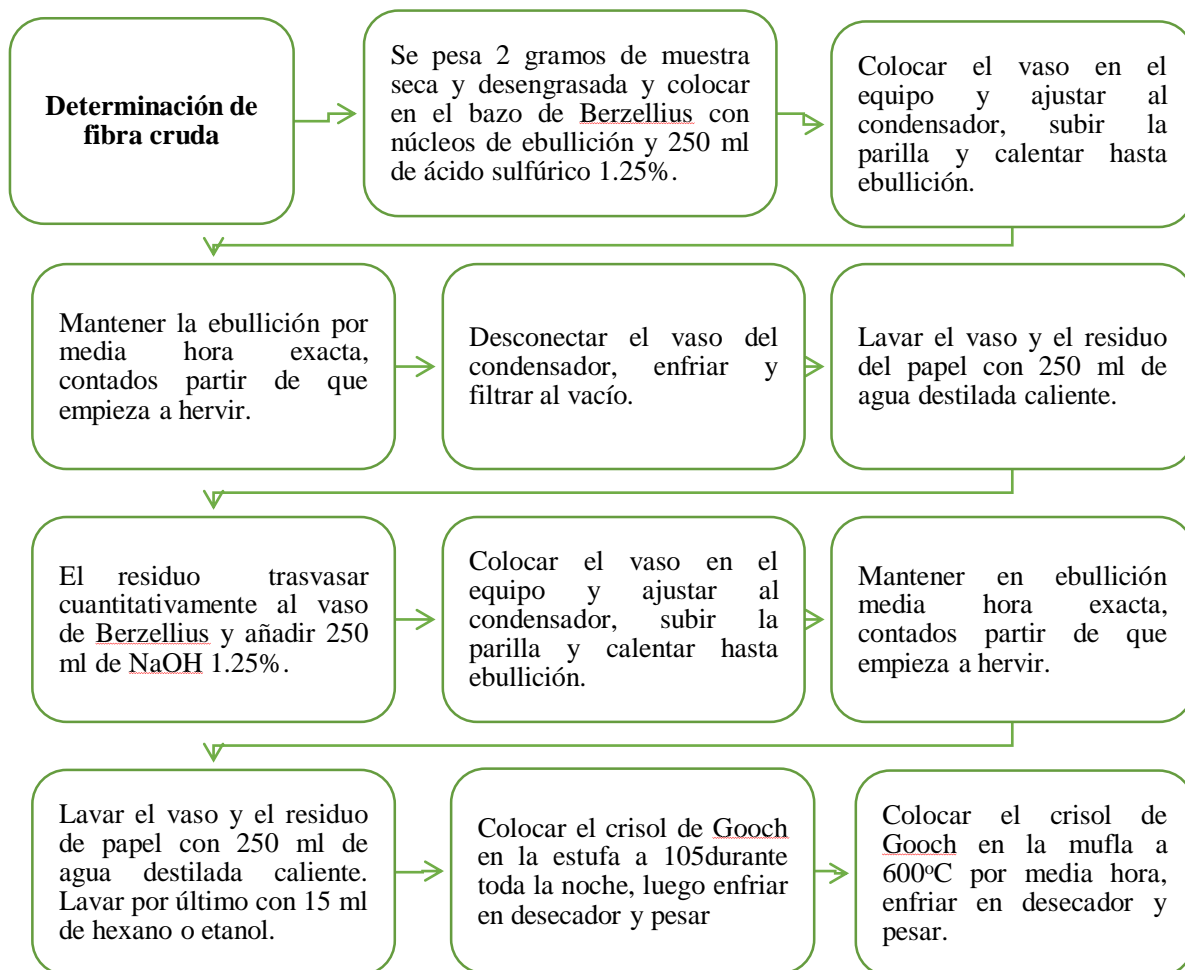 Determinación de
fibra cruda
Se pesa 2 gramos de muestra
seca y desengrasada y colocar
en el bazo de Berzellius con
núcleos de ebullición y 250 ml
de ácido sulfúrico 1.25%.
Colocar el vaso en el
equipo y ajustar al
condensador, subir la
parilla y calentar hasta
ebullición.
Mantener la ebullición por
media hora exacta,
contados partir de que
empieza a hervir.
Desconectar el vaso del
condensador, enfriar y
filtrar al vacío.
Lavar el vaso y el residuo
del papel con 250 ml de
agua destilada caliente.
El residuo trasvasar
cuantitativamente al vaso
de Berzellius y añadir 250
ml de NaOH 1.25%.
Colocar el vaso en el
equipo y ajustar al
condensador, subir la
parilla y calentar hasta
ebullición.
Mantener en ebullición
media hora exacta,
contados partir de que
empieza a hervir.
Lavar el vaso y el residuo
de papel con 250 ml de
agua destilada caliente.
Lavar por último con 15 ml
de hexano o etanol.
Colocar el crisol de Gooch
en la estufa a 105durante
toda la noche, luego enfriar
en desecador y pesar
Colocar el crisol de
Gooch en la mufla a
600ºC por media hora,
enfriar en desecador y
pesar.